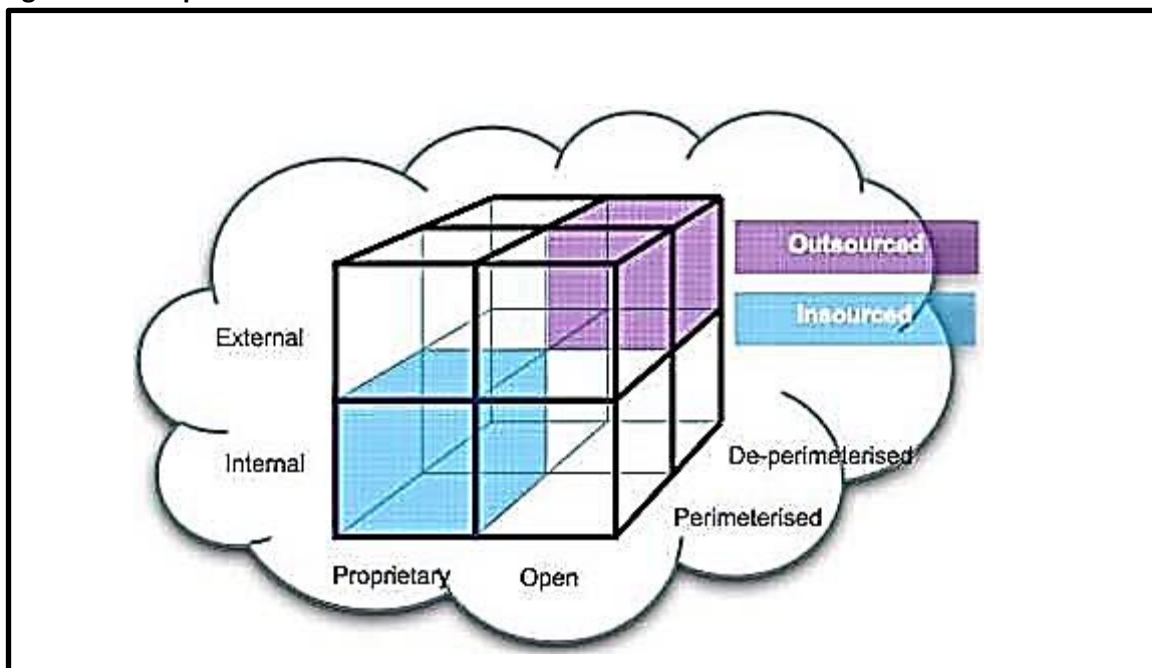 Outsourced
Insourced
External
Internal
De-perimeterised
Perimeterised
Proprietary
Open